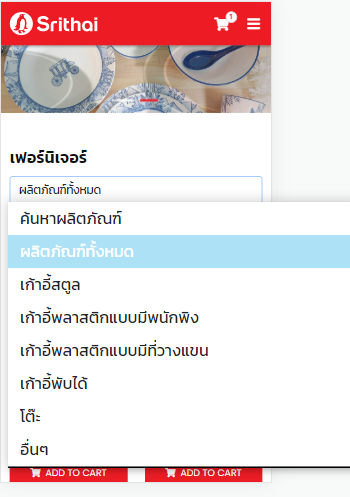 Srithai
1
เฟอร์นิเจอร์
ผลิตภัณฑ์ทั้งหมด
ค้นหาผลิตภัณฑ์
ผลิตภัณฑ์ทั้งหมด
เก้าอี้สตูล
เก้าอี้พลาสติกแบบมีพนักพิง
เก้าอี้พลาสติกแบบมีที่วางแขน
เก้าอี้พับได้
โต๊ะ
อื่นๆ
ADD TO CART ADD TO CART